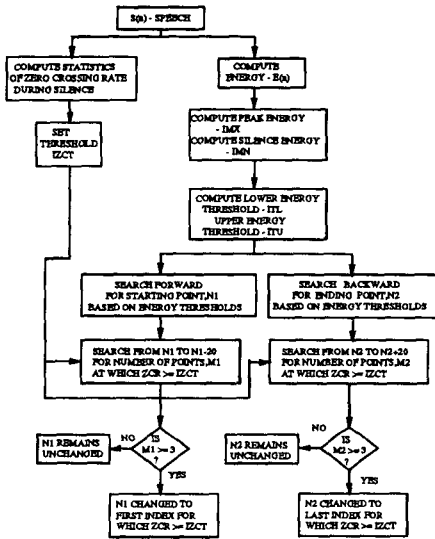 S(n) - SPEECH
COMPUTE STATISTICS
OF ZERO CROSSING RATE
DURING SILENCE
COMPUTE
ENERGY - E(n)
SET
THRESHOLD
IZCT
COMPUTE PEAK ENERGY
- IMX
COMPUTE SILENCE ENERGY
- IMN
COMPUTE LOWER ENERGY
THRESHOLD - ITL
UPPER ENERGY
THRESHOLD - ITU
SEARCH FORWARD
FOR STARTING POINT,N1
BASED ON ENERGY THRESHOLDS
SEARCH BACKWARD
FOR ENDING POINT,N2
BASED ON ENERGY THRESHOLDS
SEARCH FROM N1 TO N1-20
FOR NUMBER OF POINTS,M1
AT WHICH ZCR >= IZCT
SEARCH FROM N2 TO N2+20
FOR NUMBER OF POINTS,M2
AT WHICH ZCR >= IZCT
N1 REMAINS
UNCHANGED
NO
IS
M1 >= 3
?
YES
N2 REMAINS
UNCHANGED
NO
IS
M2 >= 3
?
YES
N1 CHANGED TO
FIRST INDEX FOR
WHICH ZCR >= IZCT
N2 CHANGED TO
LAST INDEX FOR
WHICH ZCR >= IZCT